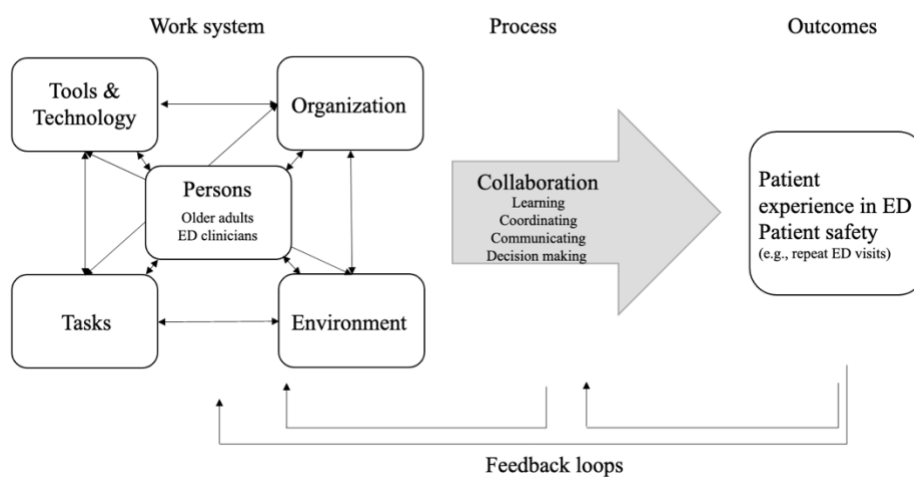 Work system
Process
Outcomes
Tools &
Technology
Organization
Persons
Older adults
ED clinicians
Tasks
Environment
Collaboration
Learning
Coordinating
Communicating
Decision making
Patient
experience in ED
Patient safety
(e.g., repeat ED visits)
Feedback loops